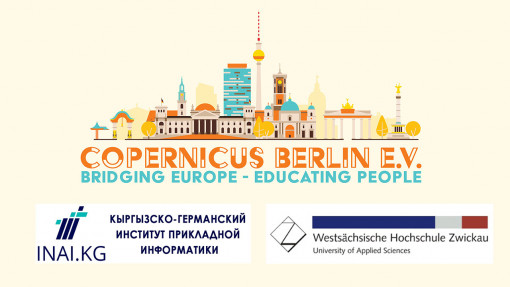 COPERNICUS BERLIN E.V.
BRIDGING EUROPE - EDUCATING PEOPLE
INAI.KG
КЫРГЫЗСКО-ГЕРМАНСКИЙ
ИНСТИТУТ ПРИКЛАДНОЙ
ИНФОРМАТИКИ
Westsächsische Hochschule Zwickau
University of Applied Sciences